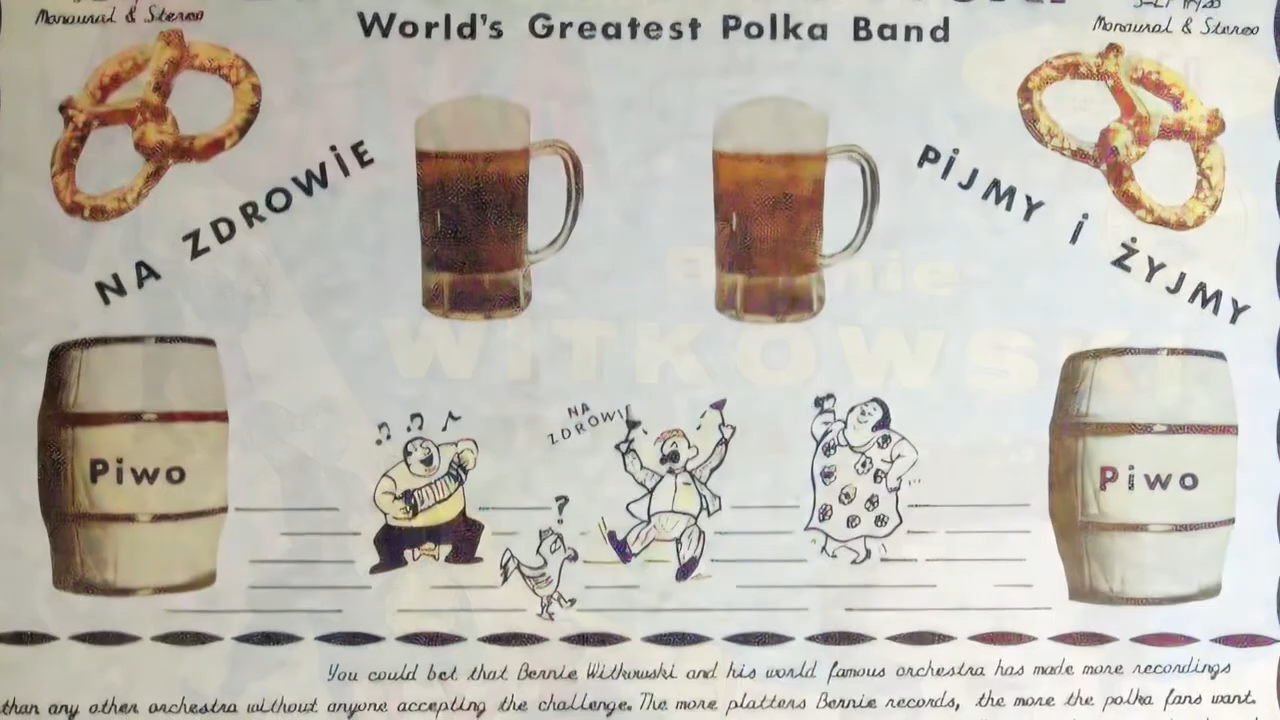 Monaural & Stereo
Monaural & Stereo
World's Greatest Polka Band
NA ZDROWiE
PiJMY i ŻYJMY
Bernie
WITKOWSKI
NA
ZDROWIE
?
Piwo
Piwo
You could bet that Bernie Witkowski and his world famous orchestra has made more recordings
than any other orchestra without anyone accepting the challenge. The more platters Bernie records, the more the polka fans want.